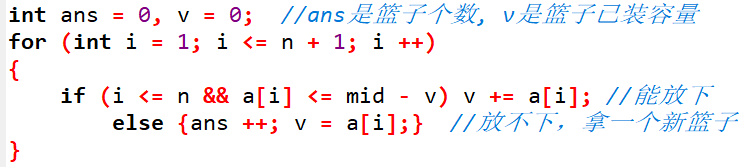 int ans = 0, v = 0;  //ans是篮子个数, v是篮子已装容量
for (int i = 1; i <= n + 1; i ++)
{
    if (i <= n && a[i] <= mid - v) v += a[i]; //能放下
        else {ans ++; v = a[i];}  //放不下，拿一个新篮子
}